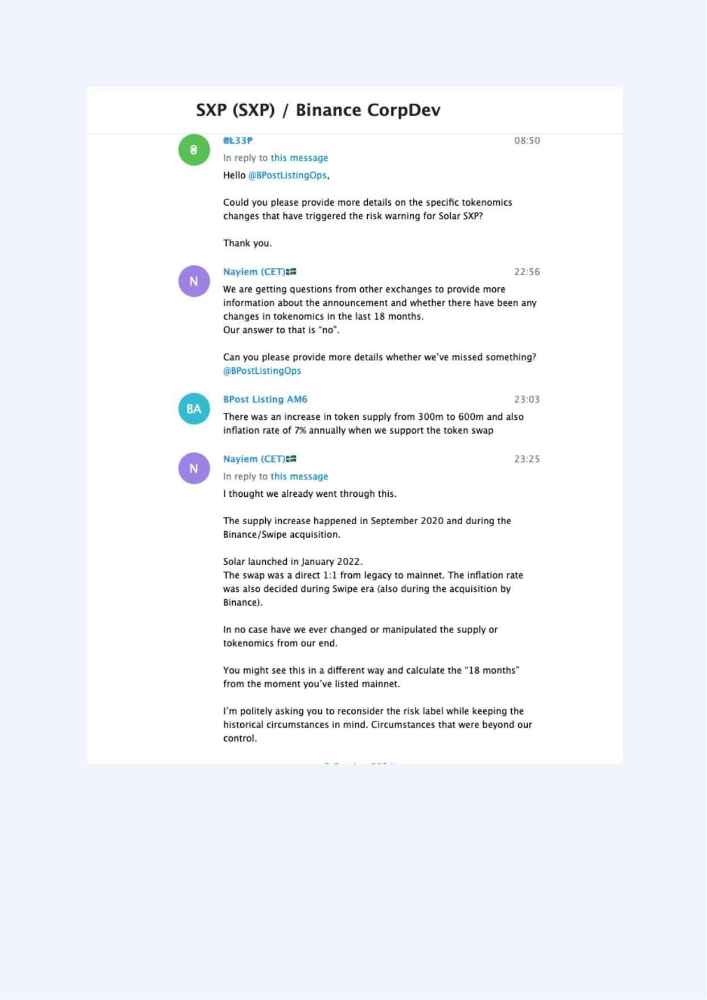 SXP (SXP) / Binance CorpDev
08:50
In reply to this message
Hello @BPostListingOps,
Could you please provide more details on the specific tokenomics
changes that have triggered the risk warning for Solar SXP?
Thank you.
N
Nayiem (CET)🇸🇪
22:56
We are getting questions from other exchanges to provide more
information about the announcement and whether there have been any
changes in tokenomics in the last 18 months.
Our answer to that is “no”.
Can you please provide more details whether we’ve missed something?
@BPostListingOps
BA
BPost Listing AM6
23:03
There was an increase in token supply from 300m to 600m and also
inflation rate of 7% annually when we support the token swap
N
Nayiem (CET)🇸🇪
23:25
In reply to this message
I thought we already went through this.
The supply increase happened in September 2020 and during the
Binance/Swipe acquisition.
Solar launched in January 2022.
The swap was a direct 1:1 from legacy to mainnet. The inflation rate
was also decided during Swipe era (also during the acquisition by
Binance).
In no case have we ever changed or manipulated the supply or
tokenomics from our end.
You might see this in a different way and calculate the “18 months”
from the moment you’ve listed mainnet.
I’m politely asking you to reconsider the risk label while keeping the
historical circumstances in mind. Circumstances that were beyond our
control.